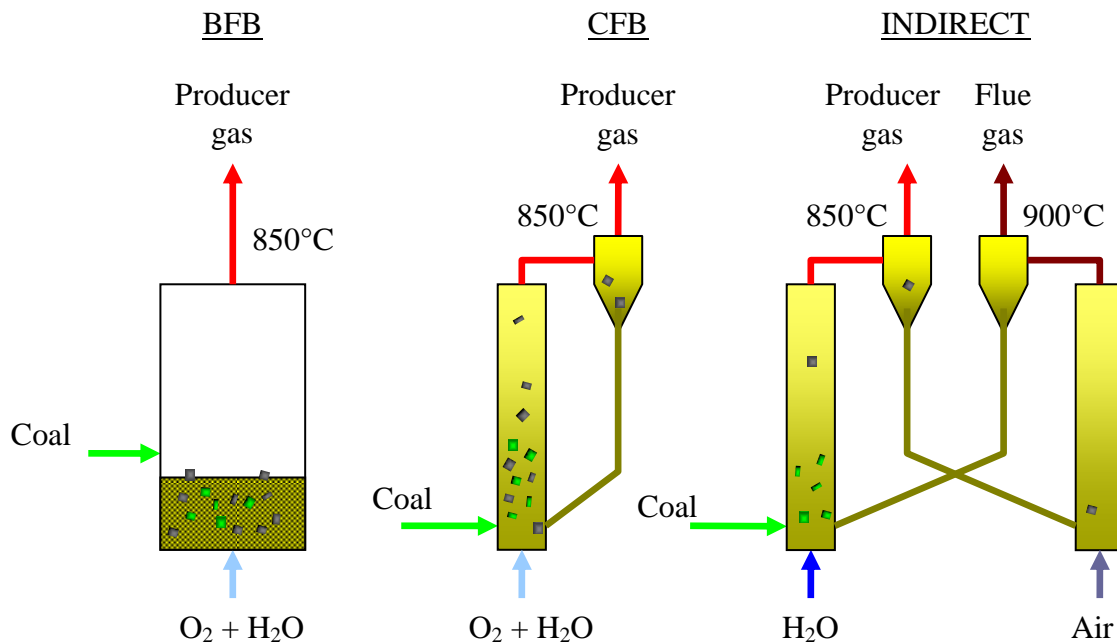 BFB
CFB
INDIRECT
Producer
gas
Producer
gas
Producer
gas
Flue
gas
850°C
850°C
850°C
900°C
Coal
Coal
Coal
O₂ + H₂O
O₂ + H₂O
H₂O
Air